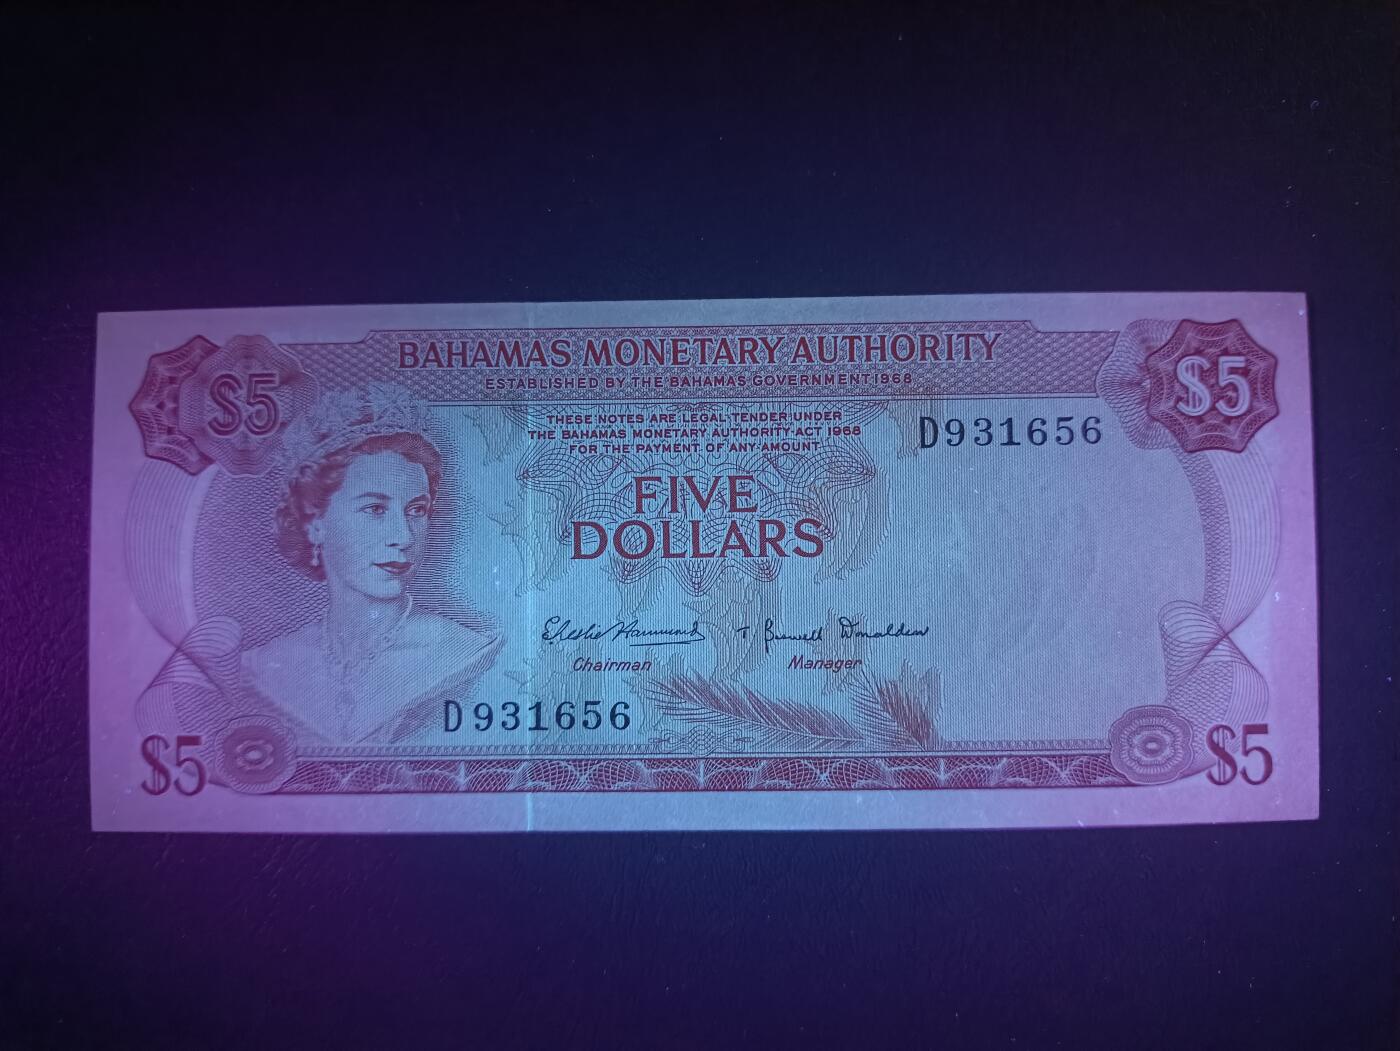 BAHAMAS MONETARY AUTHORITY
ESTABLISHED BY THE BAHAMAS GOVERNMENT 1968
$5
$5
THESE NOTES ARE LEGAL TENDER UNDER
THE BAHAMAS MONETARY AUTHORITY ACT 1968
FOR THE PAYMENT OF ANY AMOUNT
D931656
FIVE
DOLLARS
Chairman
Manager
D931656
$5
$5